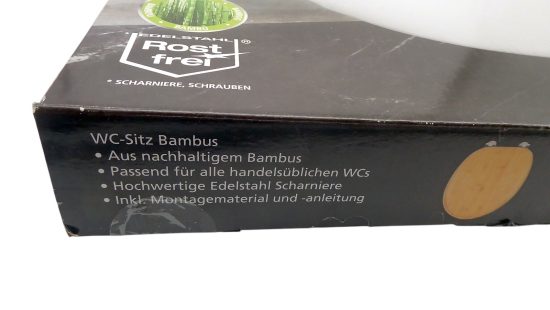 BAMBU
EDELSTAHL
Rost
frei
®
* SCHARNIERE, SCHRAUBEN
WC-Sitz Bambus
• Aus nachhaltigem Bambus
• Passend für alle handelsüblichen WCs
• Hochwertige Edelstahl Scharniere
• Inkl. Montagematerial und -anleitung